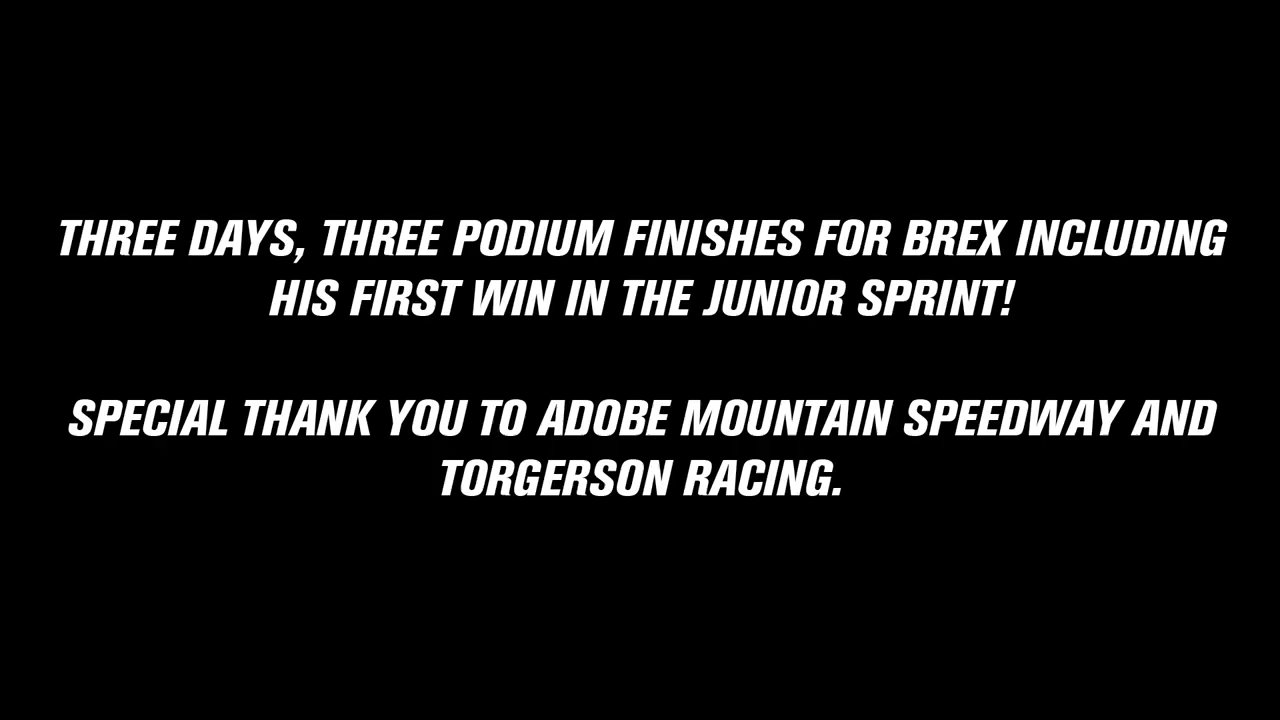 THREE DAYS, THREE PODIUM FINISHES FOR BREX INCLUDING
HIS FIRST WIN IN THE JUNIOR SPRINT!
SPECIAL THANK YOU TO ADOBE MOUNTAIN SPEEDWAY AND
TORGERSON RACING.